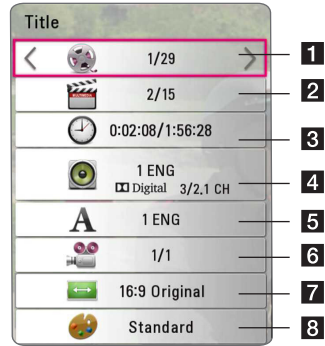 Title
1/29 1
2/15 2
0:02:08/1:56:28 3
1 ENG
Digital 3/2.1 CH 4
A 1 ENG 5
1/1 6
16:9 Original 7
Standard 8